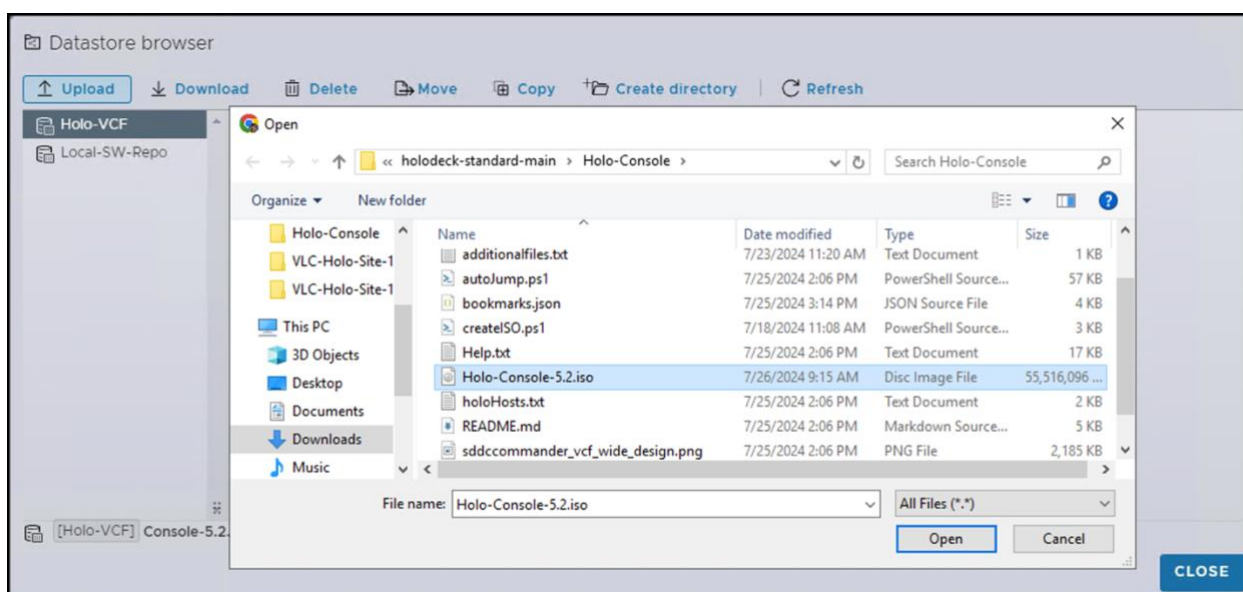 Datastore browser
Upload Download Delete Move Copy Create directory | Refresh
Holo-VCF
Local-SW-Repo
Open
« holodeck-standard-main > Holo-Console > Search Holo-Console
Organize New folder
Holo-Console
VLC-Holo-Site-1
VLC-Holo-Site-1
This PC
3D Objects
Desktop
Documents
Downloads
Music
Name Date modified Type Size
additionalfiles.txt 7/23/2024 11:20 AM Text Document 1 KB
autoJump.ps1 7/25/2024 2:06 PM PowerShell Source... 57 KB
bookmarks.json 7/25/2024 3:14 PM JSON Source File 4 KB
createISO.ps1 7/18/2024 11:08 AM PowerShell Source... 3 KB
Help.txt 7/25/2024 2:06 PM Text Document 17 KB
Holo-Console-5.2.iso 7/26/2024 9:15 AM Disc Image File 55,516,096 ...
holoHosts.txt 7/25/2024 2:06 PM Text Document 2 KB
README.md 7/25/2024 2:06 PM Markdown Source... 5 KB
sddccommander_vcf_wide_design.png 7/25/2024 2:06 PM PNG File 2,185 KB
File name: Holo-Console-5.2.iso All Files (*.*)
Open Cancel
[Holo-VCF] Console-5.2.
CLOSE